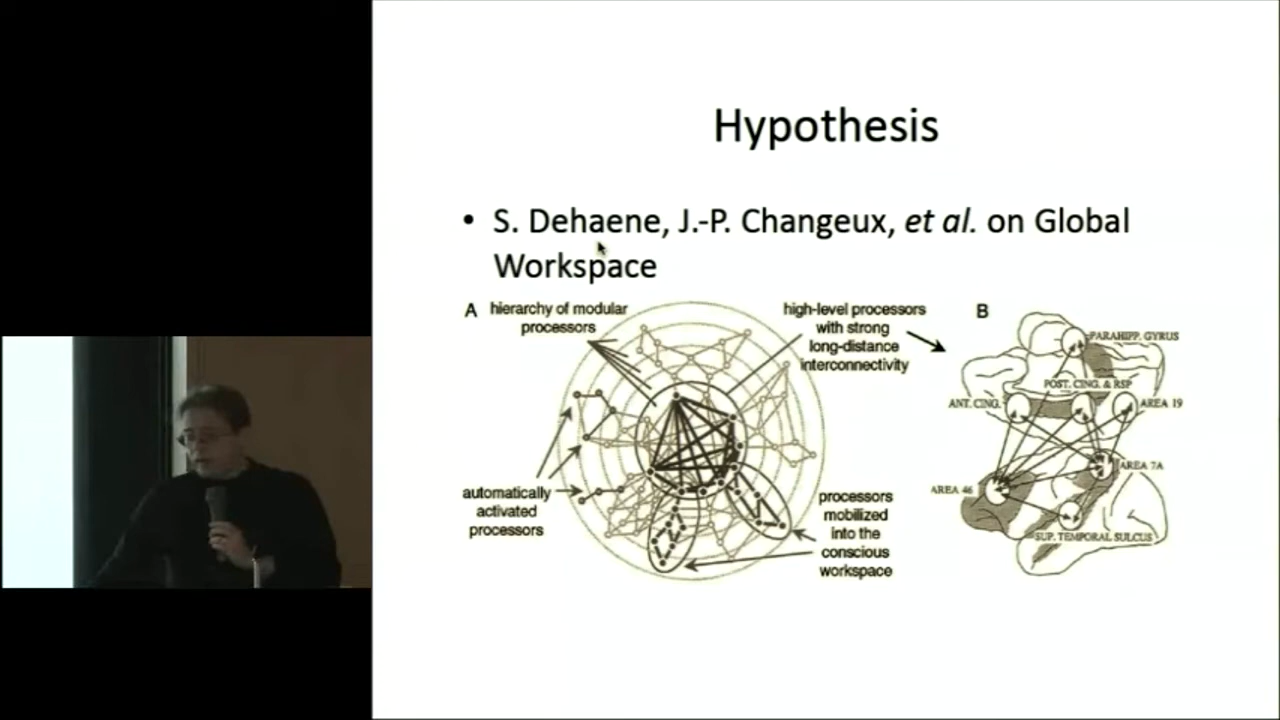 Hypothesis
• S. Dehaene, J.-P. Changeux, et al. on Global
Workspace
A
hierarchy of modular
processors
high-level processors
with strong
long-distance
interconnectivity
automatically
activated
processors
processors
mobilized
into the
conscious
workspace
B
PARAHIPP. GYRUS
POST. CING. & RSP
ANT. CING.
AREA 19
AREA 7A
AREA 46
SUP. TEMPORAL SULCUS